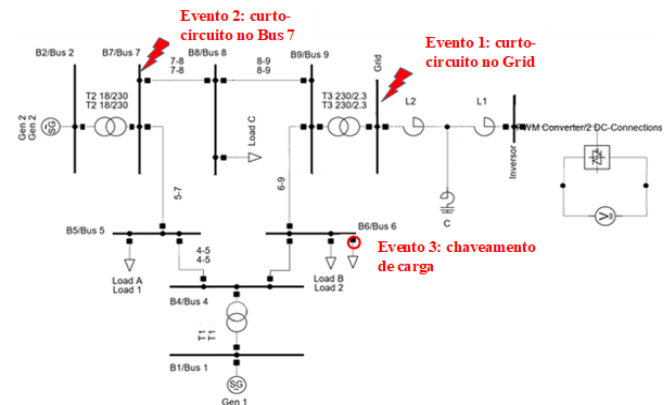 Evento 2: curto-
circuito no Bus 7
Evento 1: curto-
circuito no Grid
B2/Bus 2
B7/Bus 7
7-8
7-8
B8/Bus 8
8-9
8-9
B9/Bus 9
Grid
T2 18/230
T2 18/230
T3 230/2.3
T3 230/2.3
L2
L1
Gen 2
Gen 2
SG
Load C
PWM Converter/2 DC-Connections
Inversor
C
5-7
6-9
B5/Bus 5
B6/Bus 6
Load A
Load 1
4-5
4-5
Load B
Load 2
Evento 3: chaveamento
de carga
B4/Bus 4
T1
T1
B1/Bus 1
SG
Gen 1